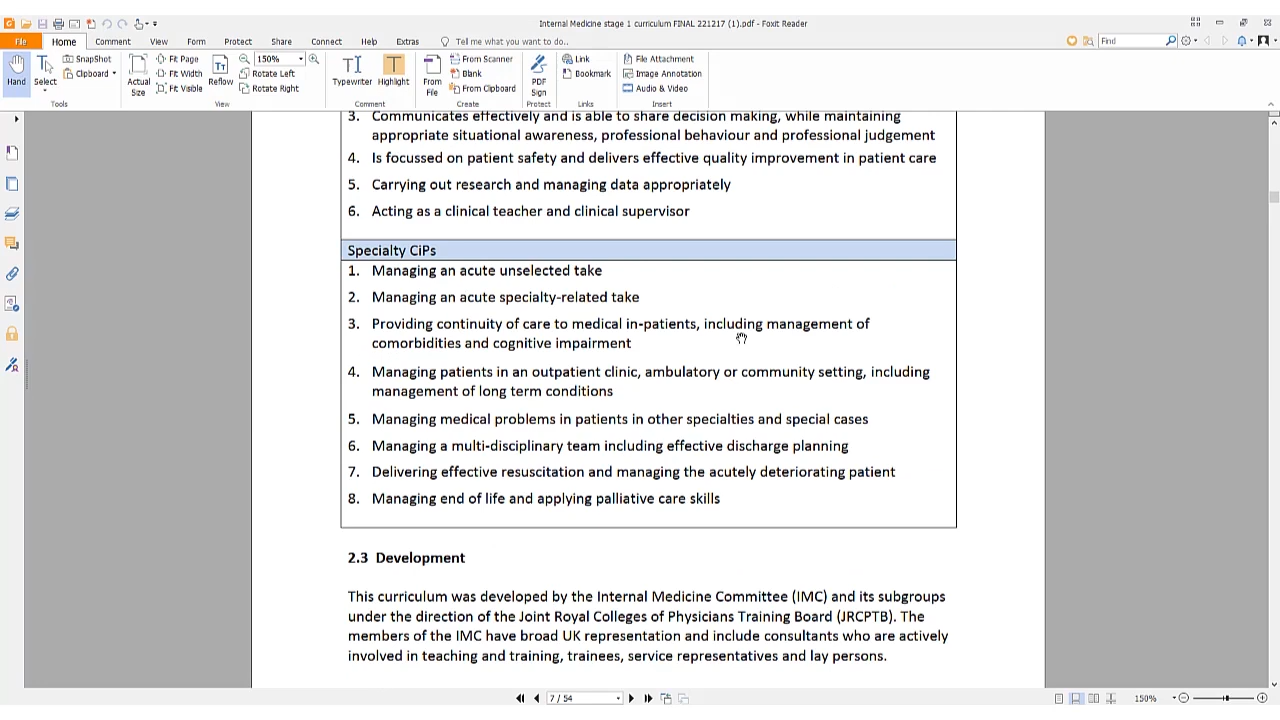 Internal Medicine stage 1 curriculum FINAL 221217 (1).pdf - Foxit Reader
File Home Comment View Form Protect Share Connect Help Extras Tell me what you want to do.. Find
Hand
Select
SnapShot
Clipboard
Tools
Actual Size
Fit Page
Fit Width
Fit Visible
Reflow
150%
Rotate Left
Rotate Right
View
Typewriter
Highlight
Comment
From File
From Scanner
Blank
From Clipboard
Create
PDF Sign
Protect
Link
Bookmark
Links
File Attachment
Image Annotation
Audio & Video
Insert
3. Communicates effectively and is able to share decision making, while maintaining
appropriate situational awareness, professional behaviour and professional judgement
4. Is focussed on patient safety and delivers effective quality improvement in patient care
5. Carrying out research and managing data appropriately
6. Acting as a clinical teacher and clinical supervisor
Specialty CiPs
1. Managing an acute unselected take
2. Managing an acute specialty-related take
3. Providing continuity of care to medical in-patients, including management of
comorbidities and cognitive impairment
4. Managing patients in an outpatient clinic, ambulatory or community setting, including
management of long term conditions
5. Managing medical problems in patients in other specialties and special cases
6. Managing a multi-disciplinary team including effective discharge planning
7. Delivering effective resuscitation and managing the acutely deteriorating patient
8. Managing end of life and applying palliative care skills
2.3 Development
This curriculum was developed by the Internal Medicine Committee (IMC) and its subgroups
under the direction of the Joint Royal Colleges of Physicians Training Board (JRCPTB). The
members of the IMC have broad UK representation and include consultants who are actively
involved in teaching and training, trainees, service representatives and lay persons.
7 / 54
150%